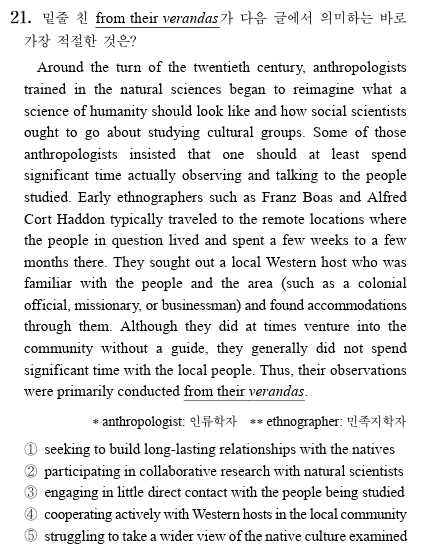 21. 밑줄 친 from their verandas가 다음 글에서 의미하는 바로
가장 적절한 것은?
Around the turn of the twentieth century, anthropologists
trained in the natural sciences began to reimagine what a
science of humanity should look like and how social scientists
ought to go about studying cultural groups. Some of those
anthropologists insisted that one should at least spend
significant time actually observing and talking to the people
studied. Early ethnographers such as Franz Boas and Alfred
Cort Haddon typically traveled to the remote locations where
the people in question lived and spent a few weeks to a few
months there. They sought out a local Western host who was
familiar with the people and the area (such as a colonial
official, missionary, or businessman) and found accommodations
through them. Although they did at times venture into the
community without a guide, they generally did not spend
significant time with the local people. Thus, their observations
were primarily conducted from their verandas.
* anthropologist: 인류학자 ** ethnographer: 민족지학자
① seeking to build long-lasting relationships with the natives
② participating in collaborative research with natural scientists
③ engaging in little direct contact with the people being studied
④ cooperating actively with Western hosts in the local community
⑤ struggling to take a wider view of the native culture examined